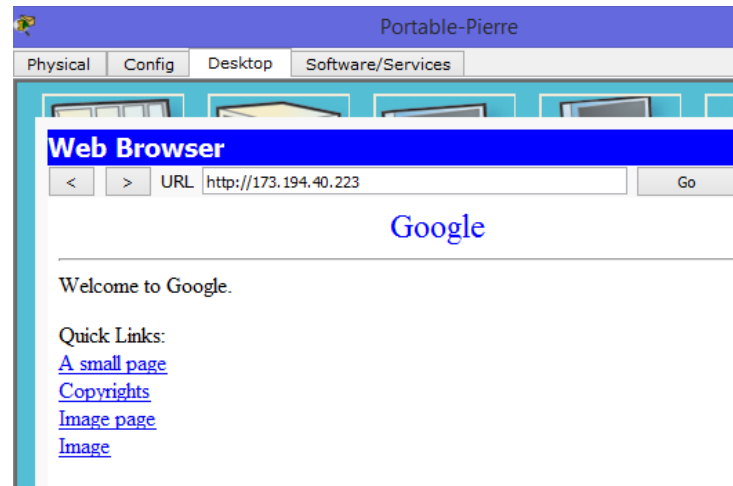 Portable-Pierre
Physical Config Desktop Software/Services
Web Browser
< > URL http://173.194.40.223 Go
Google
Welcome to Google.
Quick Links:
A small page
Copyrights
Image page
Image